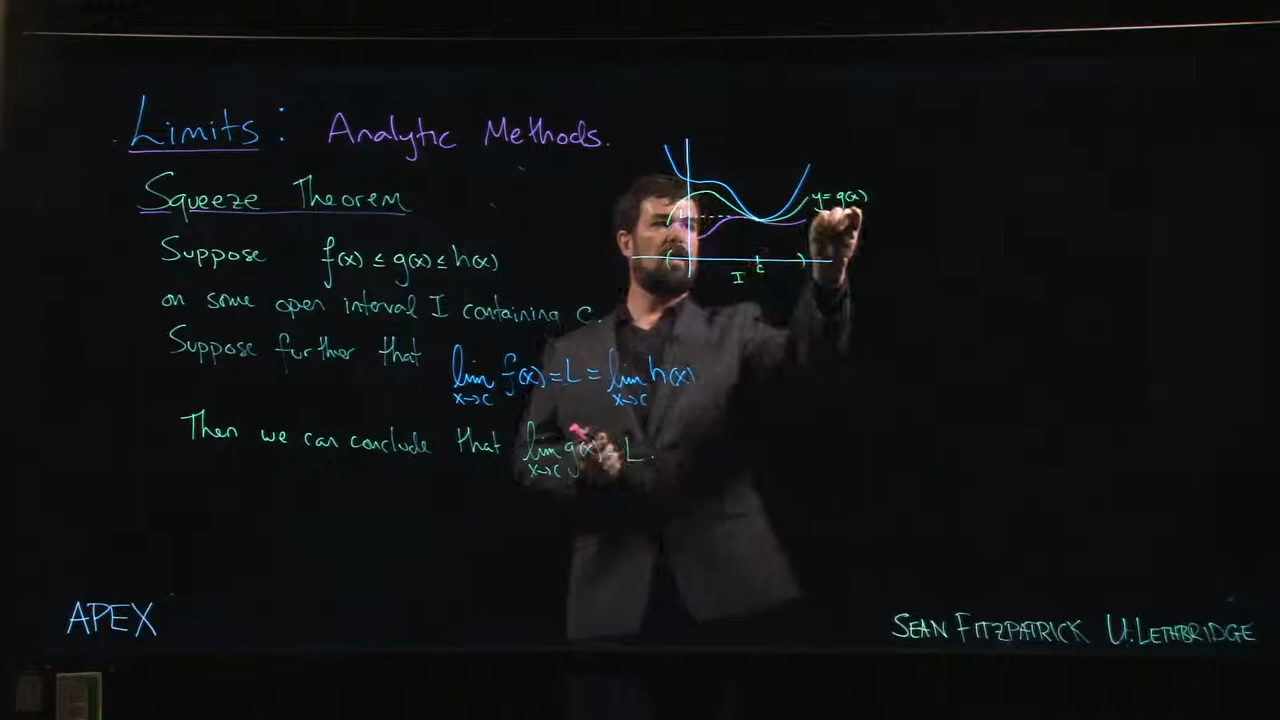 Limits: Analytic Methods.
Squeeze Theorem
Suppose f(x) ≤ g(x) ≤ h(x)
on some open interval I containing c.
Suppose further that lim x→c f(x) = L = lim x→c h(x)
Then we can conclude that lim x→c g(x) = L.
y=g(x)
( )
I c
APEX
SEAN FITZPATRICK U. LETHBRIDGE